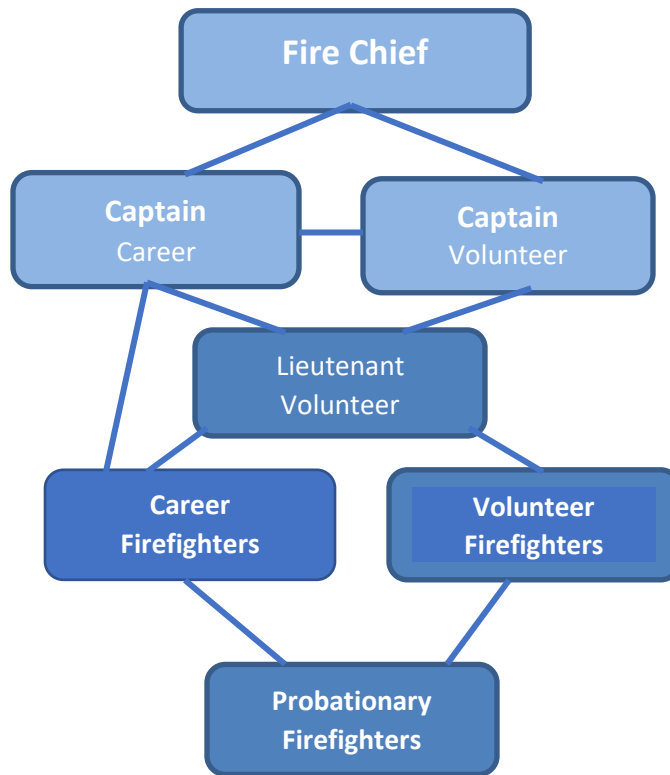 Fire Chief
Captain
Career
Captain
Volunteer
Lieutenant
Volunteer
Career
Firefighters
Volunteer
Firefighters
Probationary
Firefighters